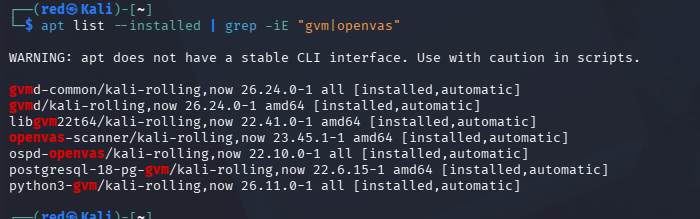 ┌──(red㉿Kali)-[~]
└─$ apt list --installed | grep -iE "gvm|openvas"
WARNING: apt does not have a stable CLI interface. Use with caution in scripts.
gvmd-common/kali-rolling,now 26.24.0-1 all [installed,automatic]
gvmd/kali-rolling,now 26.24.0-1 amd64 [installed,automatic]
libgvm22t64/kali-rolling,now 22.41.0-1 amd64 [installed,automatic]
openvas-scanner/kali-rolling,now 23.45.1-1 amd64 [installed,automatic]
ospd-openvas/kali-rolling,now 22.10.0-1 all [installed,automatic]
postgresql-18-pg-gvm/kali-rolling,now 22.6.15-1 amd64 [installed,automatic]
python3-gvm/kali-rolling,now 26.11.0-1 all [installed,automatic]
┌──(red㉿Kali)-[~]